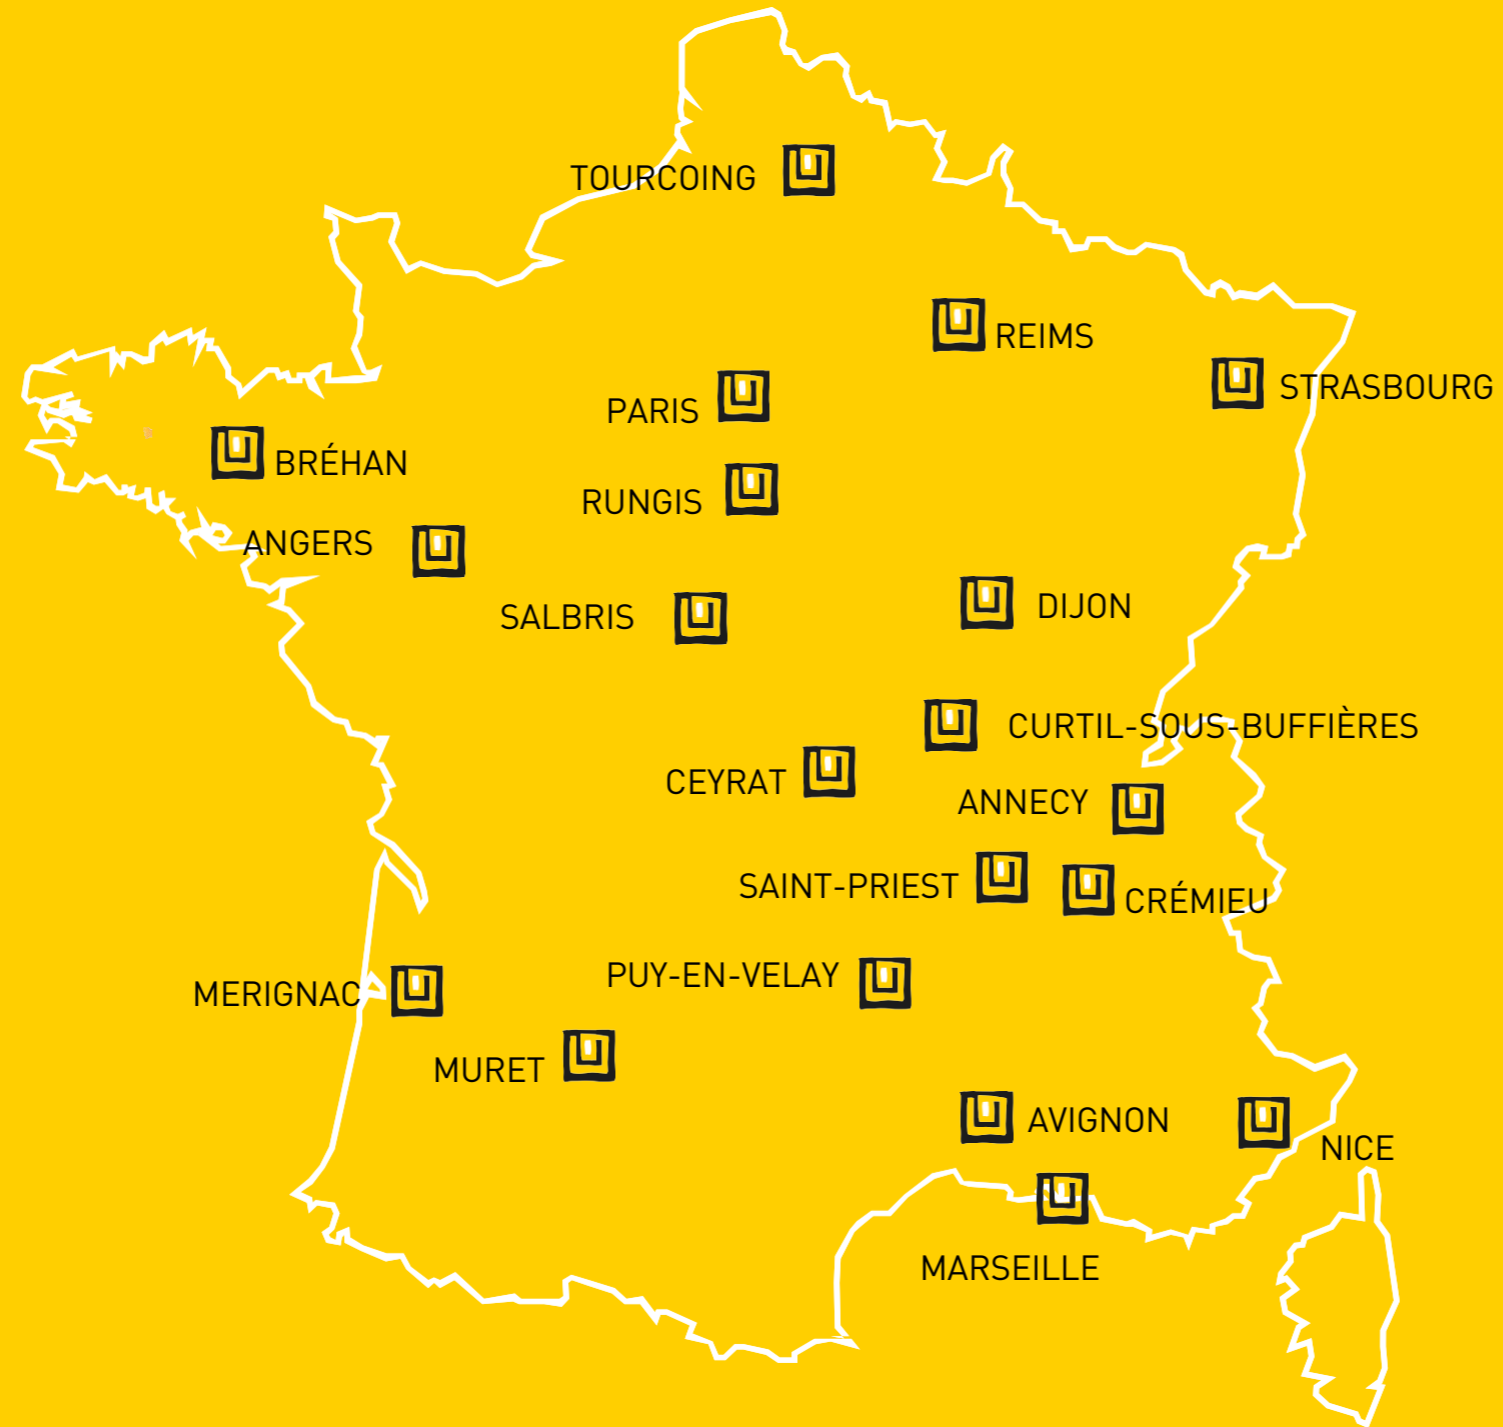 TOURCOING
REIMS
STRASBOURG
PARIS
BRÉHAN
RUNGIS
ANGERS
SALBRIS
DIJON
CURTIL-SOUS-BUFFIÈRES
CEYRAT
ANNECY
SAINT-PRIEST
CRÉMIEU
PUY-EN-VELAY
MERIGNAC
MURET
AVIGNON
NICE
MARSEILLE